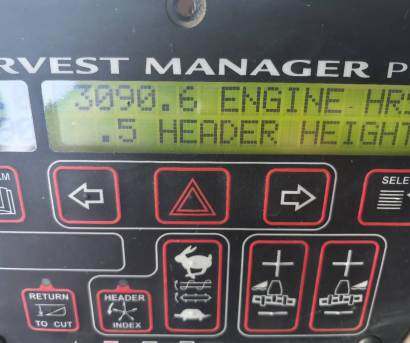 RVEST MANAGER P
3090.6 ENGINE HR
.5 HEADER HEIGHT
SELE
RETURN
TO CUT
HEADER
INDEX